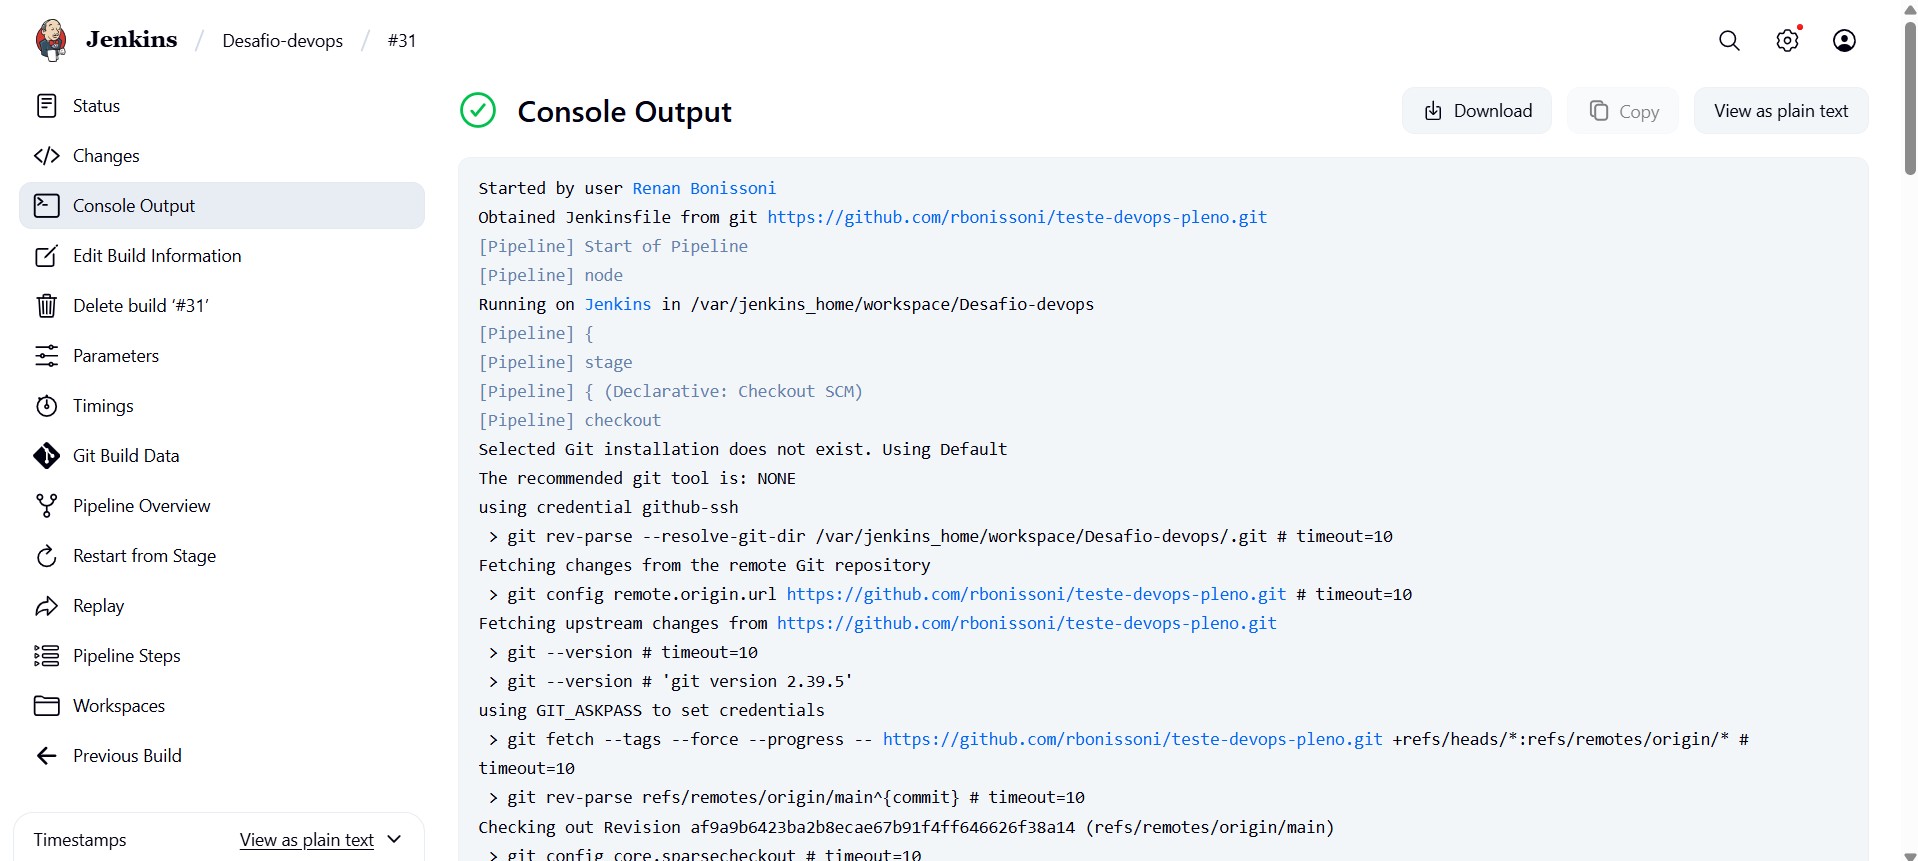 Jenkins / Desafio-devops / #31
Status
Changes
Console Output
Edit Build Information
Delete build ‘#31’
Parameters
Timings
Git Build Data
Pipeline Overview
Restart from Stage
Replay
Pipeline Steps
Workspaces
Previous Build
Timestamps View as plain text
Console Output
Download Copy View as plain text
Started by user Renan Bonissoni
Obtained Jenkinsfile from git https://github.com/rbonissoni/teste-devops-pleno.git
[Pipeline] Start of Pipeline
[Pipeline] node
Running on Jenkins in /var/jenkins_home/workspace/Desafio-devops
[Pipeline] {
[Pipeline] stage
[Pipeline] { (Declarative: Checkout SCM)
[Pipeline] checkout
Selected Git installation does not exist. Using Default
The recommended git tool is: NONE
using credential github-ssh
> git rev-parse --resolve-git-dir /var/jenkins_home/workspace/Desafio-devops/.git # timeout=10
Fetching changes from the remote Git repository
> git config remote.origin.url https://github.com/rbonissoni/teste-devops-pleno.git # timeout=10
Fetching upstream changes from https://github.com/rbonissoni/teste-devops-pleno.git
> git --version # timeout=10
> git --version # 'git version 2.39.5'
using GIT_ASKPASS to set credentials
> git fetch --tags --force --progress -- https://github.com/rbonissoni/teste-devops-pleno.git +refs/heads/*:refs/remotes/origin/* #
timeout=10
> git rev-parse refs/remotes/origin/main^{commit} # timeout=10
Checking out Revision af9a9b6423ba2b8ecae67b91f4ff646626f38a14 (refs/remotes/origin/main)
> git config core.sparsecheckout # timeout=10